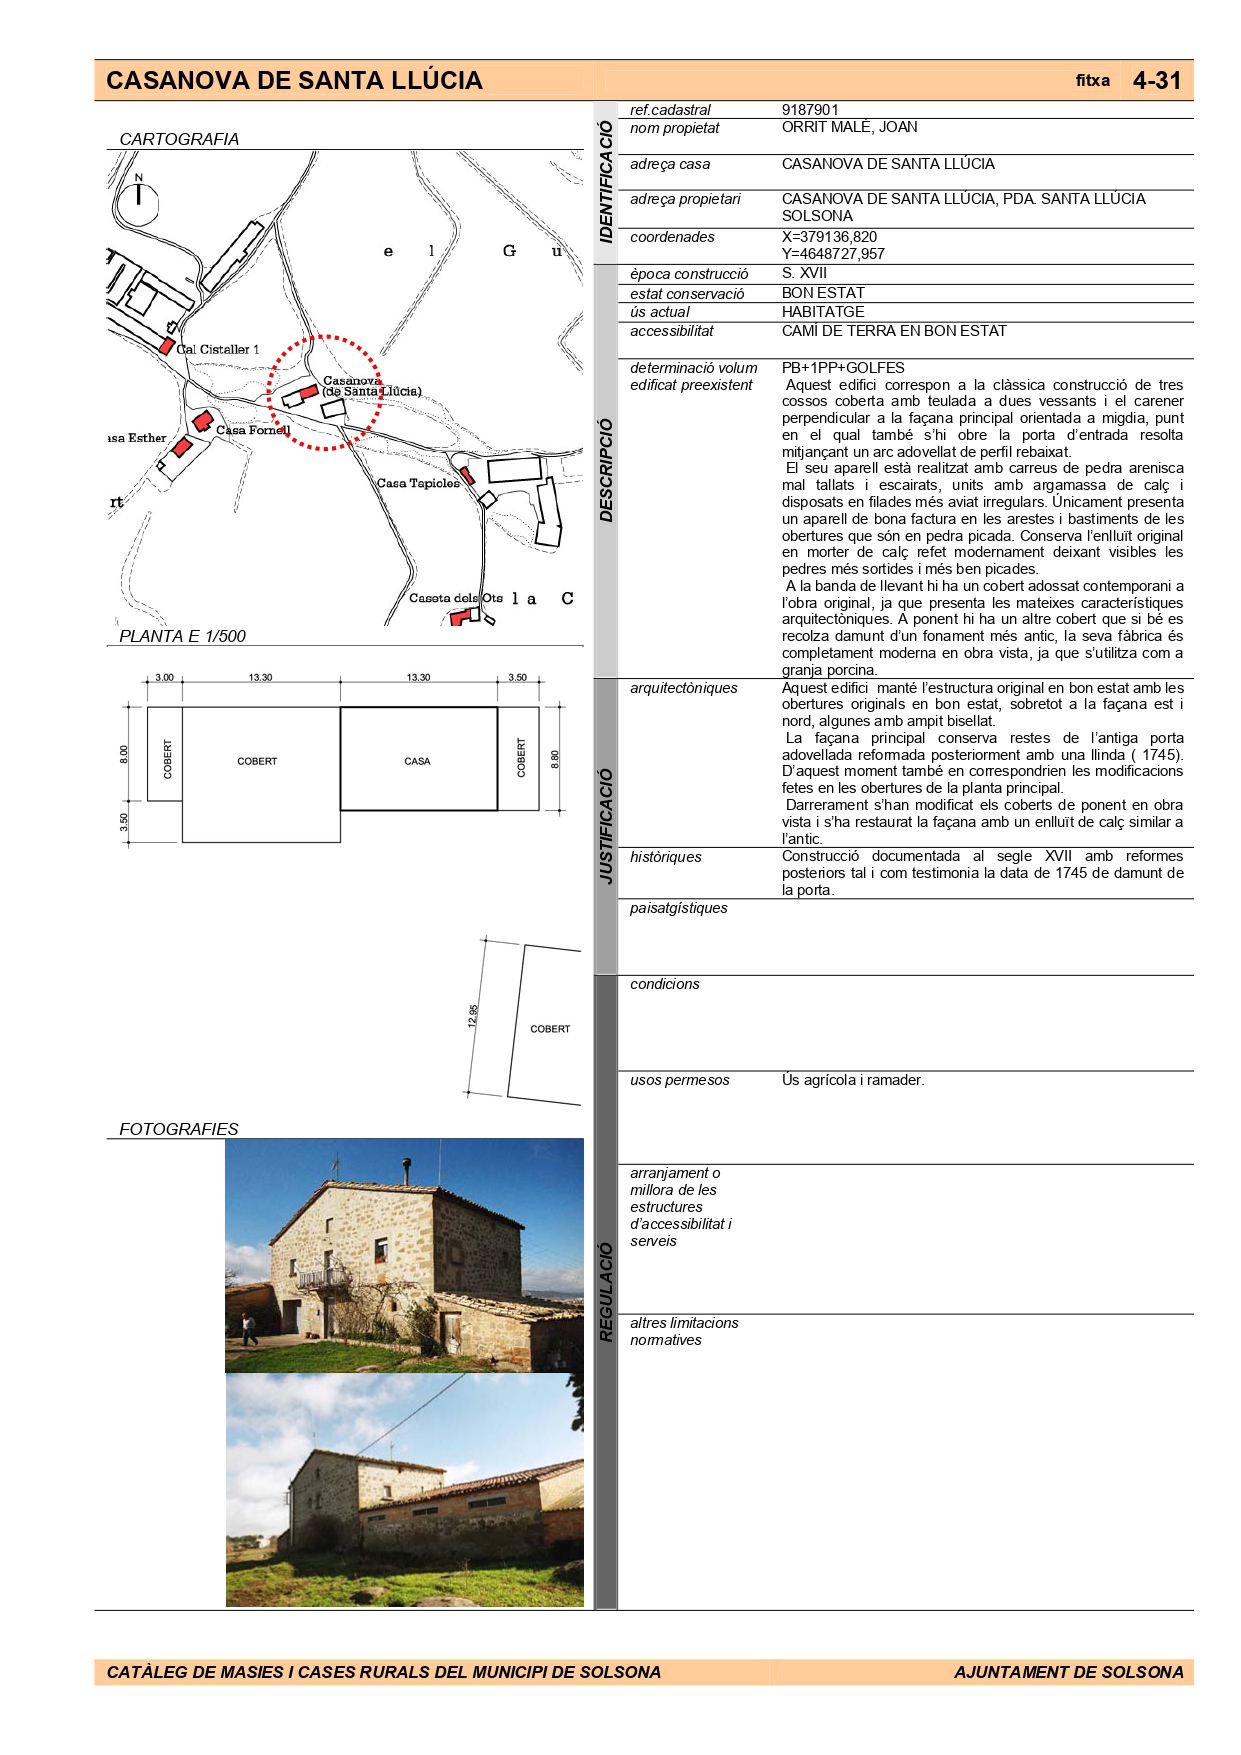 CASANOVA DE SANTA LLÚCIA
fitxa 4-31
CARTOGRAFIA
N
e l G u
Cal Cistaller 1
Casanova
(de Santa Llúcia)
Casa Fornell
asa Esther
Casa Tapioles
rt
Caseta dels Ots
l a C
PLANTA E 1/500
3.00 13.30 13.30 3.50
8.00
3.50
COBERT
COBERT
CASA
COBERT
8.80
12.95
COBERT
FOTOGRAFIES
IDENTIFICACIÓ
ref.cadastral 9187901
nom propietat ORRIT MALÉ, JOAN
adreça casa CASANOVA DE SANTA LLÚCIA
adreça propietari CASANOVA DE SANTA LLÚCIA, PDA. SANTA LLÚCIA
SOLSONA
coordenades X=379136,820
Y=4648727,957
DESCRIPCIÓ
època construcció S. XVII
estat conservació BON ESTAT
ús actual HABITATGE
accessibilitat CAMÍ DE TERRA EN BON ESTAT
determinació volum PB+1PP+GOLFES
edificat preexistent Aquest edifici correspon a la clàssica construcció de tres
cossos coberta amb teulada a dues vessants i el carener
perpendicular a la façana principal orientada a migdia, punt
en el qual també s'hi obre la porta d'entrada resolta
mitjançant un arc adovellat de perfil rebaixat.
El seu aparell està realitzat amb carreus de pedra arenisca
mal tallats i escairats, units amb argamassa de calç i
disposats en filades més aviat irregulars. Únicament presenta
un aparell de bona factura en les arestes i bastiments de les
obertures que són en pedra picada. Conserva l'enlluït original
en morter de calç refet modernament deixant visibles les
pedres més sortides i més ben picades.
A la banda de llevant hi ha un cobert adossat contemporani a
l'obra original, ja que presenta les mateixes característiques
arquitectòniques. A ponent hi ha un altre cobert que si bé es
recolza damunt d'un fonament més antic, la seva fàbrica és
completament moderna en obra vista, ja que s'utilitza com a
granja porcina.
JUSTIFICACIÓ
arquitectòniques Aquest edifici manté l'estructura original en bon estat amb les
obertures originals en bon estat, sobretot a la façana est i
nord, algunes amb ampit bisellat.
La façana principal conserva restes de l'antiga porta
adovellada reformada posteriorment amb una llinda ( 1745).
D'aquest moment també en correspondrien les modificacions
fetes en les obertures de la planta principal.
Darrerament s'han modificat els coberts de ponent en obra
vista i s'ha restaurat la façana amb un enlluït de calç similar a
l'antic.
històriques Construcció documentada al segle XVII amb reformes
posteriors tal i com testimonia la data de 1745 de damunt de
la porta.
paisatgístiques
REGULACIÓ
condicions
usos permesos Ús agrícola i ramader.
arranjament o
millora de les
estructures
d'accessibilitat i
serveis
altres limitacions
normatives
CATÀLEG DE MASIES I CASES RURALS DEL MUNICIPI DE SOLSONA AJUNTAMENT DE SOLSONA